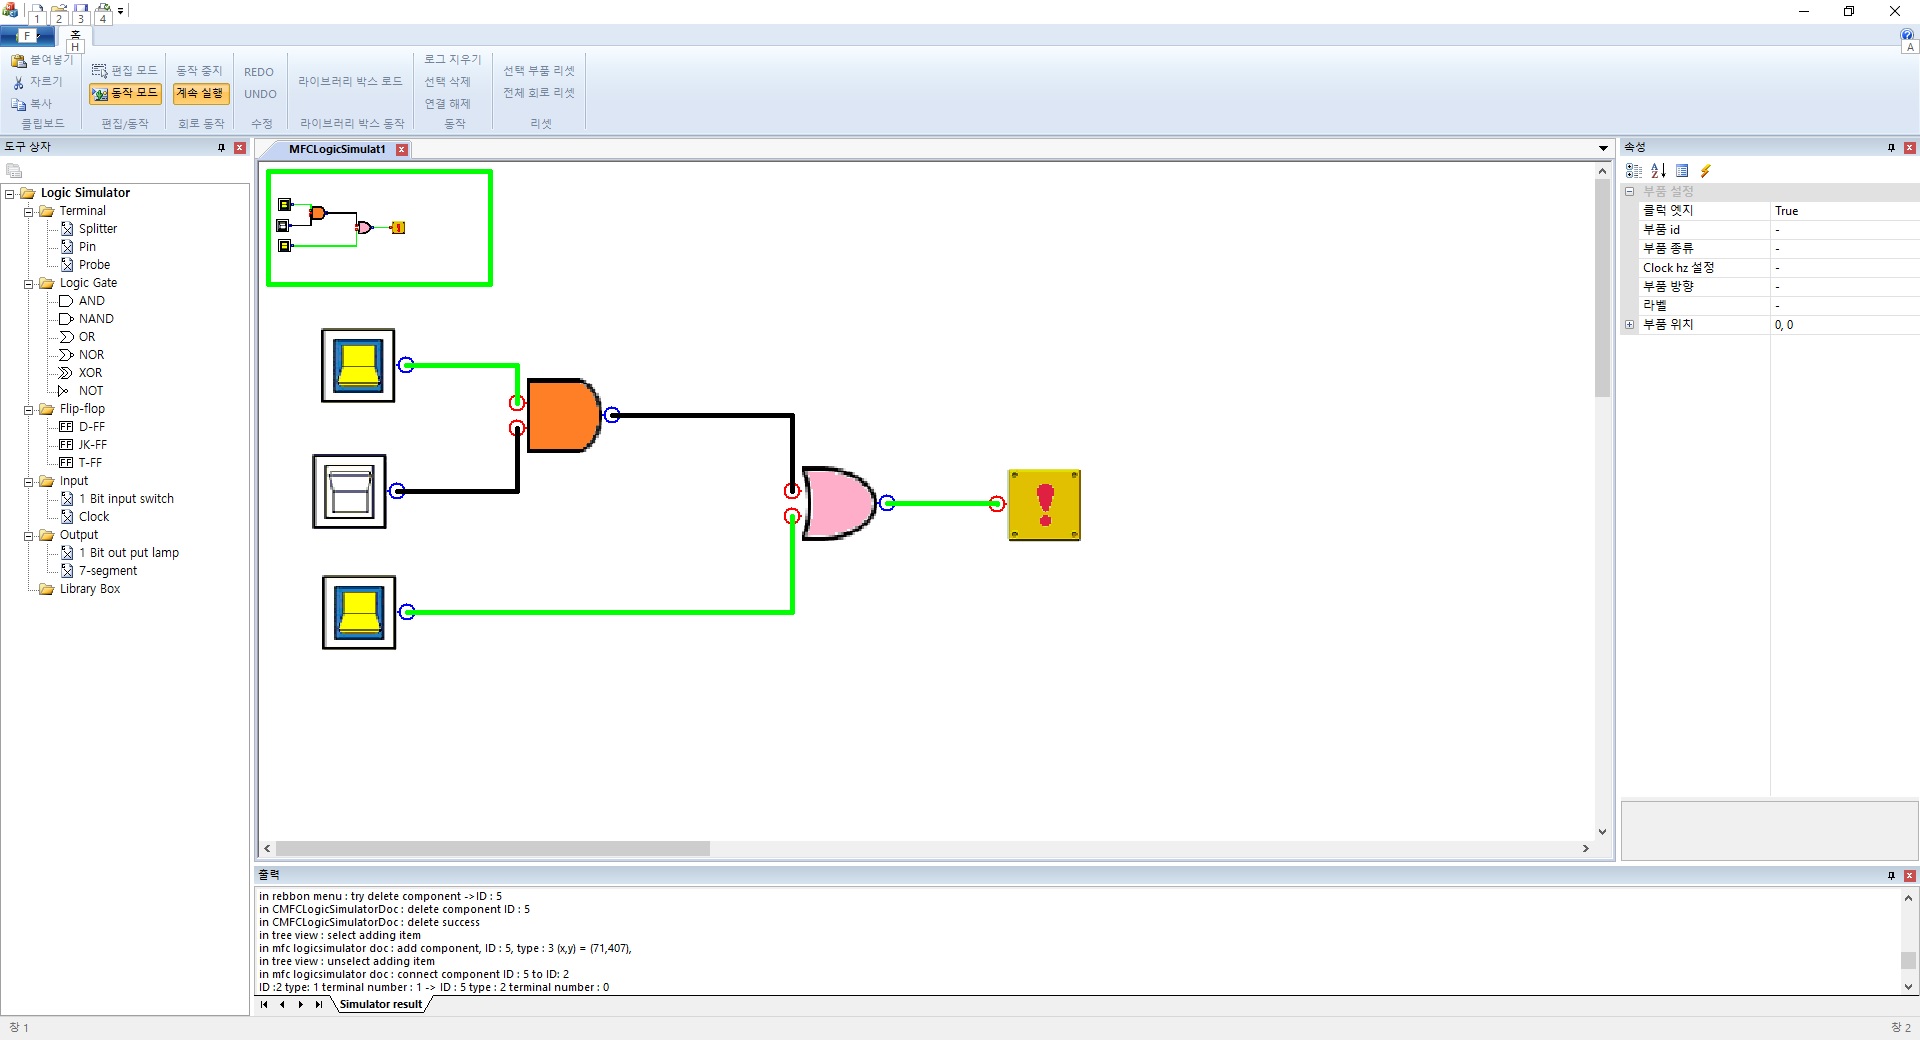 1 2 3 4
F 홈
H
A
붙여넣기
자르기
복사
클립보드
편집 모드
동작 모드
편집/동작
동작 중지
계속 실행
회로 동작
REDO
UNDO
수정
라이브러리 박스 로드
라이브러리 박스 동작
로그 지우기
선택 삭제
연결 해제
동작
선택 부품 리셋
전체 회로 리셋
리셋
도구 상자
Logic Simulator
Terminal
Splitter
Pin
Probe
Logic Gate
AND
NAND
OR
NOR
XOR
NOT
Flip-flop
FF D-FF
FF JK-FF
FF T-FF
Input
1 Bit input switch
Clock
Output
1 Bit out put lamp
7-segment
Library Box
MFCLogicSimulat1
!
속성
부품 설정
클럭 엣지 True
부품 id -
부품 종류 -
Clock hz 설정 -
부품 방향 -
라벨 -
부품 위치 0, 0
출력
in rebbon menu : try delete component ->ID : 5
in CMFCLogicSimulatorDoc : delete component ID : 5
in CMFCLogicSimulatorDoc : delete success
in tree view : select adding item
in mfc logicsimulator doc : add component, ID : 5, type : 3 (x,y) = (71,407),
in tree view : unselect adding item
in mfc logicsimulator doc : connect component ID : 5 to ID: 2
ID :2 type: 1 terminal number : 1 -> ID : 5 type : 2 terminal number : 0
Simulator result
창 1
창 2